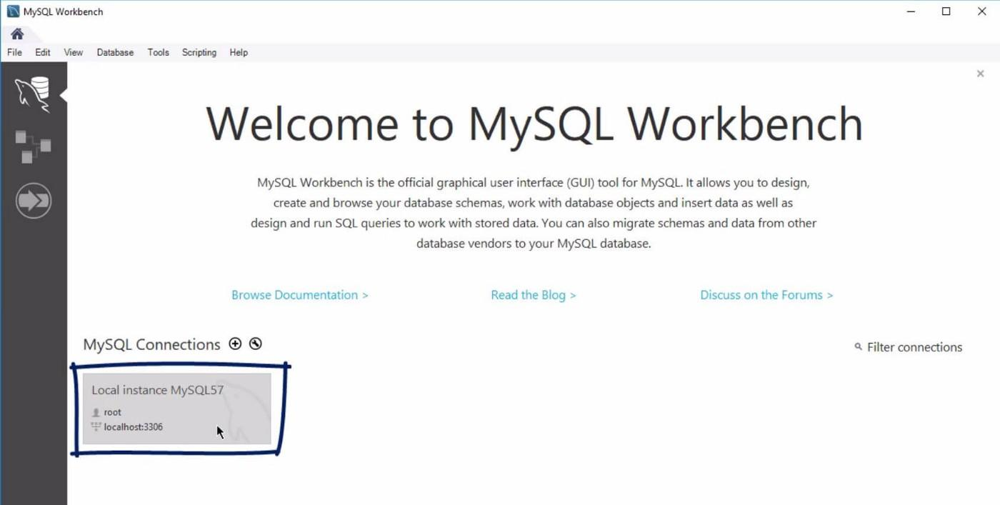 MySQL Workbench
File Edit View Database Tools Scripting Help
Welcome to MySQL Workbench
MySQL Workbench is the official graphical user interface (GUI) tool for MySQL. It allows you to design,
create and browse your database schemas, work with database objects and insert data as well as
design and run SQL queries to work with stored data. You can also migrate schemas and data from other
database vendors to your MySQL database.
Browse Documentation > Read the Blog > Discuss on the Forums >
MySQL Connections
Filter connections
Local instance MySQL57
root
localhost:3306